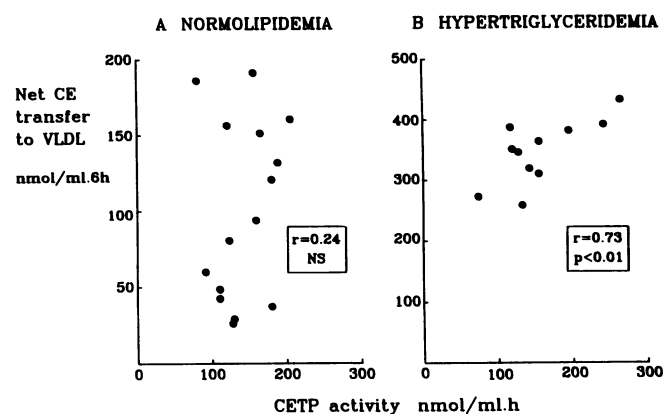 A NORMOLIPIDEMIA
B HYPERTRIGLYCERIDEMIA
Net CE
transfer
to VLDL
nmol/ml.6h
200
150
100
50
r=0.24
NS
0
100
200
300
500
400
300
200
100
r=0.73
p<0.01
0
100
200
300
CETP activity nmol/ml.h